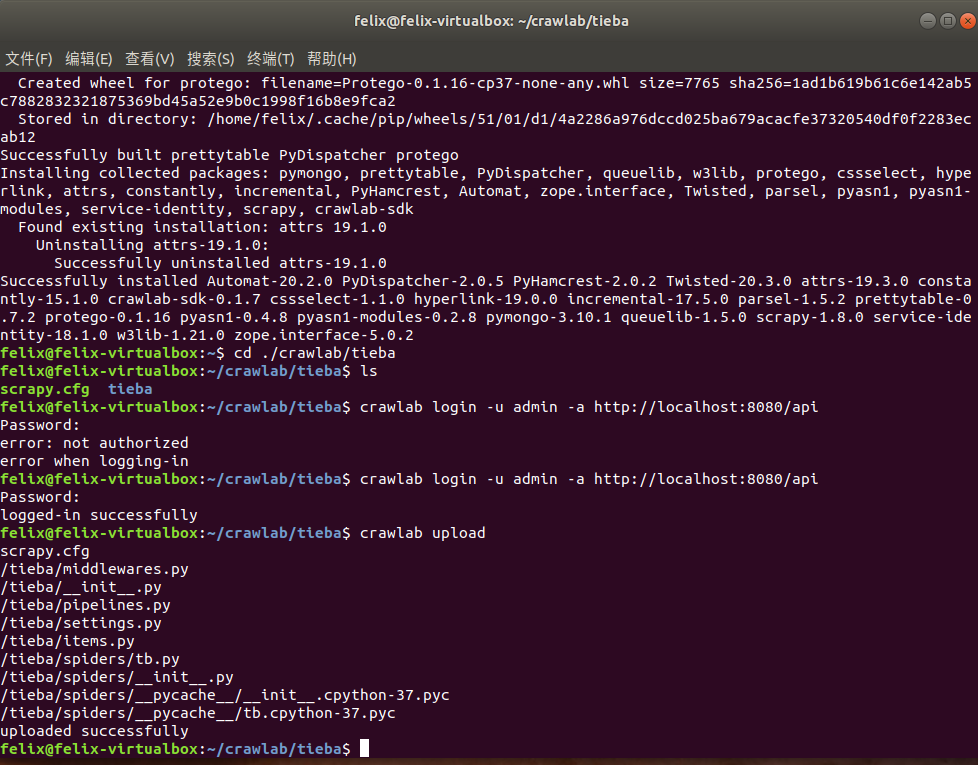 felix@felix-virtualbox: ~/crawlab/tieba
文件(F) 编辑(E) 查看(V) 搜索(S) 终端(T) 帮助(H)
  Created wheel for protego: filename=Protego-0.1.16-cp37-none-any.whl size=7765 sha256=1ad1b619b61c6e142ab5
c7882832321875369bd45a52e9b0c1998f16b8e9fca2
  Stored in directory: /home/felix/.cache/pip/wheels/51/01/d1/4a2286a976dccd025ba679acacfe37320540df0f2283ec
ab12
Successfully built prettytable PyDispatcher protego
Installing collected packages: pymongo, prettytable, PyDispatcher, queuelib, w3lib, protego, cssselect, hype
rlink, attrs, constantly, incremental, PyHamcrest, Automat, zope.interface, Twisted, parsel, pyasn1, pyasn1-
modules, service-identity, scrapy, crawlab-sdk
  Found existing installation: attrs 19.1.0
    Uninstalling attrs-19.1.0:
      Successfully uninstalled attrs-19.1.0
Successfully installed Automat-20.2.0 PyDispatcher-2.0.5 PyHamcrest-2.0.2 Twisted-20.3.0 attrs-19.3.0 consta
ntly-15.1.0 crawlab-sdk-0.1.7 cssselect-1.1.0 hyperlink-19.0.0 incremental-17.5.0 parsel-1.5.2 prettytable-0
.7.2 protego-0.1.16 pyasn1-0.4.8 pyasn1-modules-0.2.8 pymongo-3.10.1 queuelib-1.5.0 scrapy-1.8.0 service-ide
ntity-18.1.0 w3lib-1.21.0 zope.interface-5.0.2
felix@felix-virtualbox:~$ cd ./crawlab/tieba
felix@felix-virtualbox:~/crawlab/tieba$ ls
scrapy.cfg  tieba
felix@felix-virtualbox:~/crawlab/tieba$ crawlab login -u admin -a http://localhost:8080/api
Password:
error: not authorized
error when logging-in
felix@felix-virtualbox:~/crawlab/tieba$ crawlab login -u admin -a http://localhost:8080/api
Password:
logged-in successfully
felix@felix-virtualbox:~/crawlab/tieba$ crawlab upload
scrapy.cfg
/tieba/middlewares.py
/tieba/__init__.py
/tieba/pipelines.py
/tieba/settings.py
/tieba/items.py
/tieba/spiders/tb.py
/tieba/spiders/__init__.py
/tieba/spiders/__pycache__/__init__.cpython-37.pyc
/tieba/spiders/__pycache__/tb.cpython-37.pyc
uploaded successfully
felix@felix-virtualbox:~/crawlab/tieba$